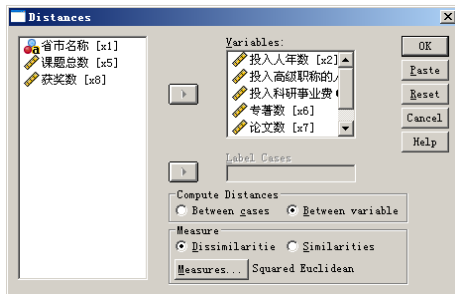 Distances
省市名称 [x1]
课题总数 [x5]
获奖数 [x8]
Variables:
投入人年数 [x2]
投入高级职称的
投入科研事业费
专著数 [x6]
论文数 [x7]
Label Cases
Compute Distances
Between cases
Between variable
Measure
Dissimilaritie
Similarities
Measures...
Squared Euclidean
OK
Paste
Reset
Cancel
Help